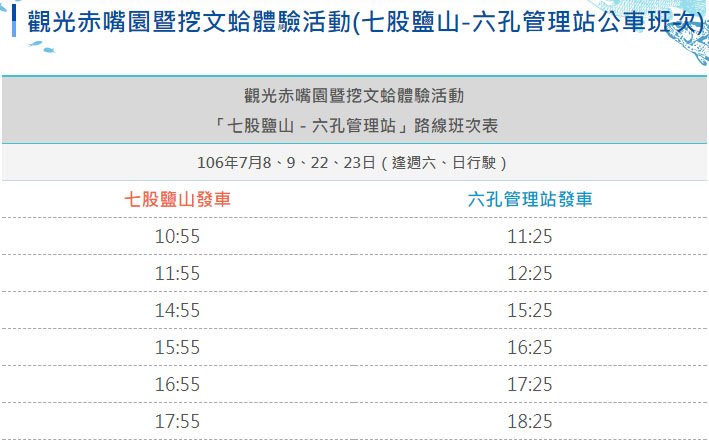 觀光赤嘴園暨挖文蛤體驗活動(七股鹽山-六孔管理站公車班次)
觀光赤嘴園暨挖文蛤體驗活動
「七股鹽山 - 六孔管理站」路線班次表
106年7月8、9、22、23日 ( 逢週六、日行駛 )
七股鹽山發車 六孔管理站發車
10:55 11:25
11:55 12:25
14:55 15:25
15:55 16:25
16:55 17:25
17:55 18:25